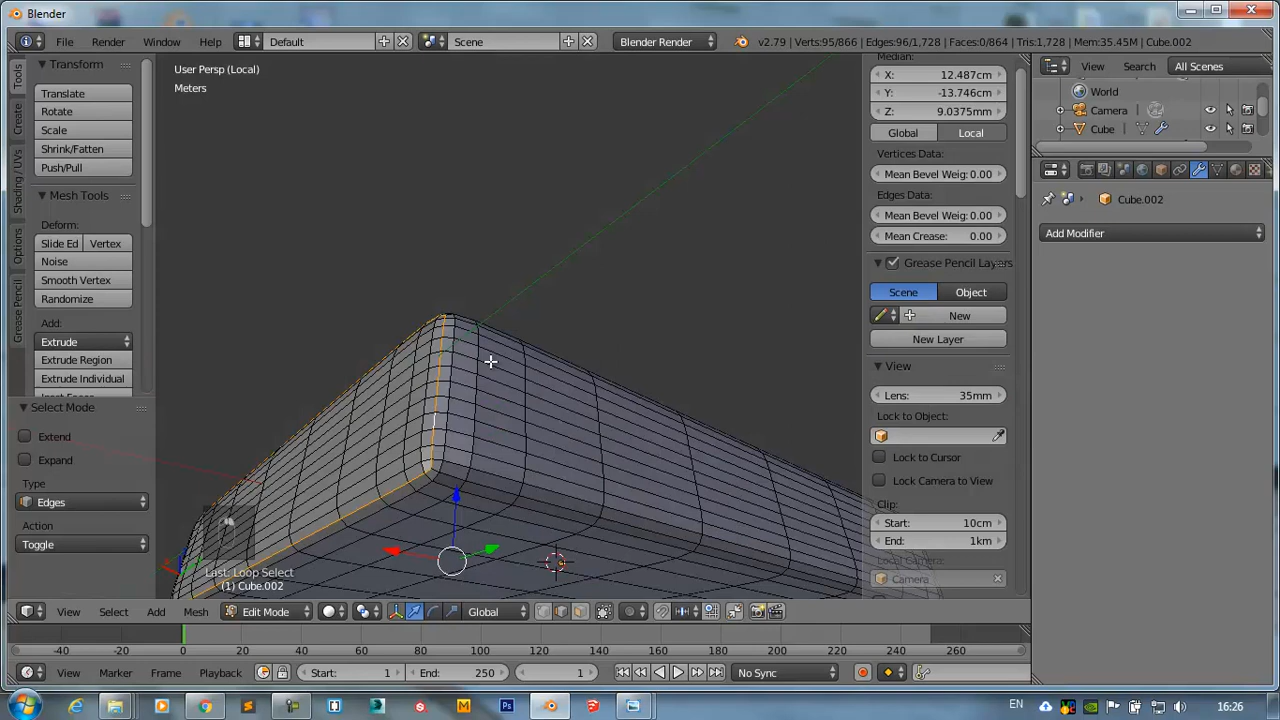 Blender
File Render Window Help Default Scene Blender Render v2.79 | Verts:95/866 | Edges:96/1,728 | Faces:0/864 | Tris:1,728 | Mem:35.45M | Cube.002
Tools
Create
Shading / UVs
Options
Grease Pencil
Transform
Translate
Rotate
Scale
Shrink/Fatten
Push/Pull
Mesh Tools
Deform:
Slide Ed Vertex
Noise
Smooth Vertex
Randomize
Add:
Extrude
Extrude Region
Extrude Individual
Select Mode
Extend
Expand
Type
Edges
Action
Toggle
User Persp (Local)
Meters
Last: Loop Select
(1) Cube.002
Median:
X: 12.487cm
Y: -13.746cm
Z: 9.0375mm
Global Local
Vertices Data:
Mean Bevel Weig: 0.00
Edges Data:
Mean Bevel Weig: 0.00
Mean Crease: 0.00
Grease Pencil Layers
Scene Object
New
New Layer
View
Lens: 35mm
Lock to Object:
Lock to Cursor
Lock Camera to View
Clip:
Start: 10cm
End: 1km
Local Camera:
Camera
View Search All Scenes
World
Camera
Cube
Cube.002
Add Modifier
View Select Add Mesh Edit Mode Global
0 20 40 60 80 100 120 140 160 180 200 220 240 260
-40 -20
View Marker Frame Playback Start: 1 End: 250 1 No Sync
EN 16:26